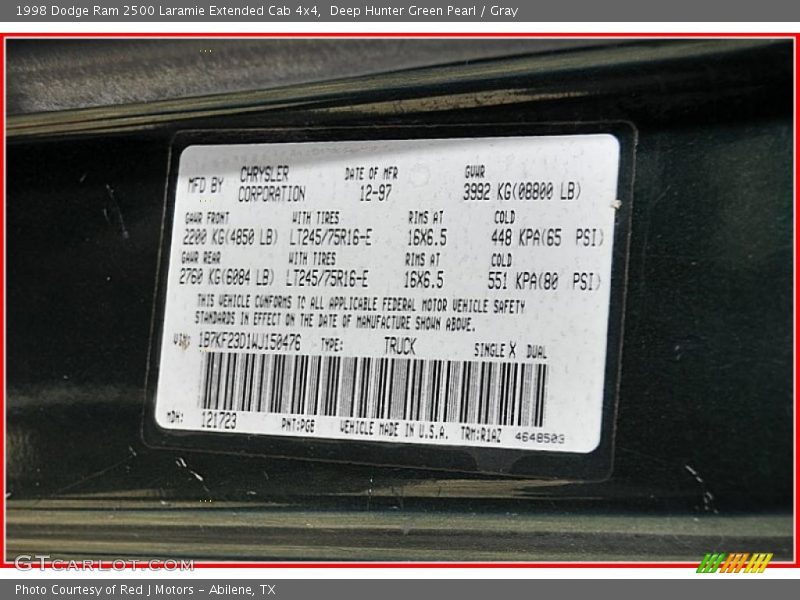 1998 Dodge Ram 2500 Laramie Extended Cab 4x4, Deep Hunter Green Pearl / Gray
MFD BY CHRYSLER CORPORATION DATE OF MFR 12-97 GVWR 3992 KG(08800 LB)
GAWR FRONT WITH TIRES RIMS AT COLD
2200 KG(4850 LB) LT245/75R16-E 16X6.5 448 KPA(65 PSI)
GAWR REAR WITH TIRES RIMS AT COLD
2760 KG(6084 LB) LT245/75R16-E 16X6.5 551 KPA(80 PSI)
THIS VEHICLE CONFORMS TO ALL APPLICABLE FEDERAL MOTOR VEHICLE SAFETY
STANDARDS IN EFFECT ON THE DATE OF MANUFACTURE SHOWN ABOVE.
VIN: 1B7KF23D1WJ150476 TYPE: TRUCK SINGLE X DUAL
MDH: 121723 PNT:PGB VEHICLE MADE IN U.S.A. TRM:R1AZ 4648503
GTCARLOT.COM
Photo Courtesy of Red J Motors – Abilene, TX